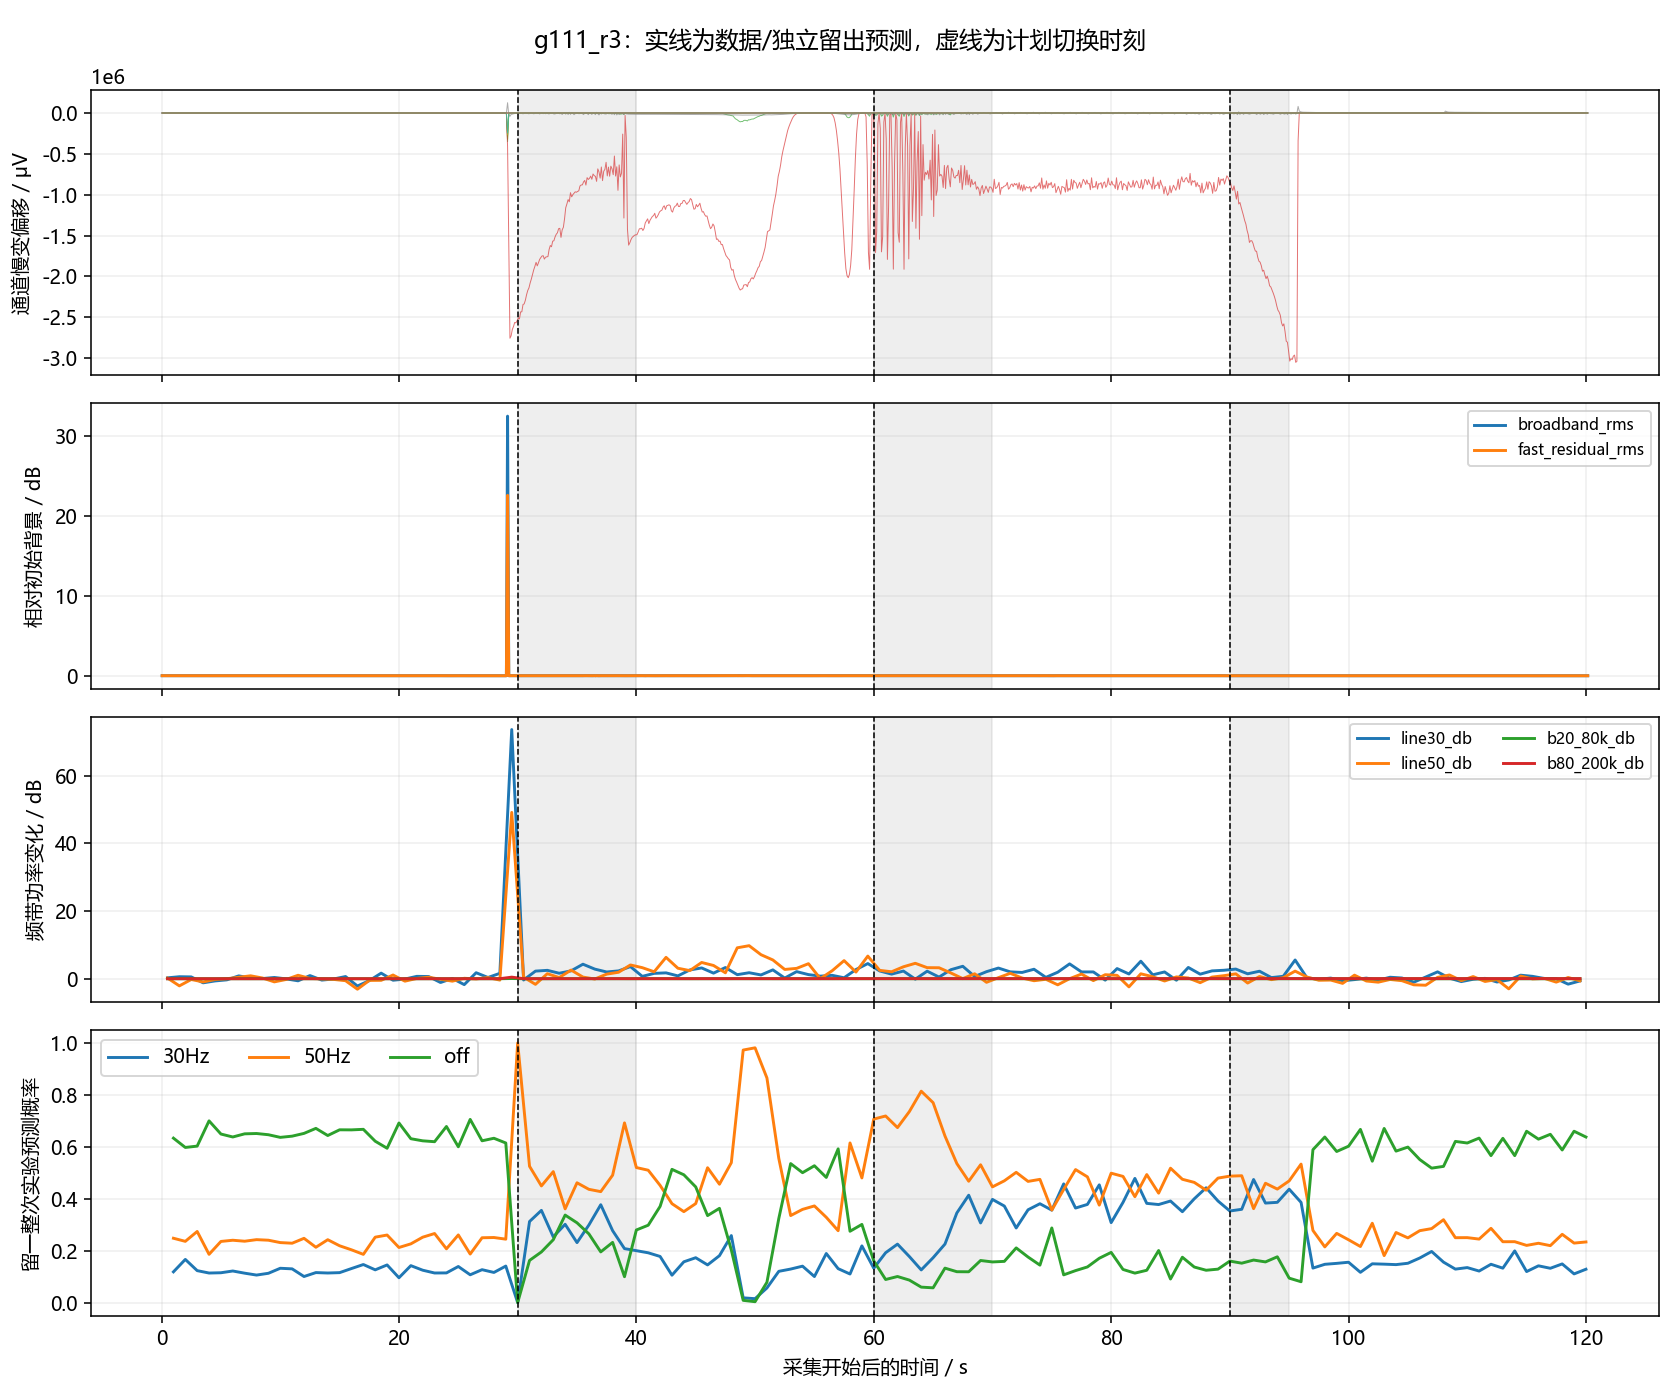 g111_r3：实线为数据/独立留出预测，虚线为计划切换时刻
1e6
0.0
-0.5
-1.0
-1.5
-2.0
-2.5
-3.0
通道慢变偏移 / μV
broadband_rms
fast_residual_rms
30
20
10
0
相对初始背景 / dB
line30_db
line50_db
b20_80k_db
b80_200k_db
60
40
20
0
频带功率变化 / dB
30Hz
50Hz
off
1.0
0.8
0.6
0.4
0.2
0.0
留一整次实验预测概率
0
20
40
60
80
100
120
采集开始后的时间 / s